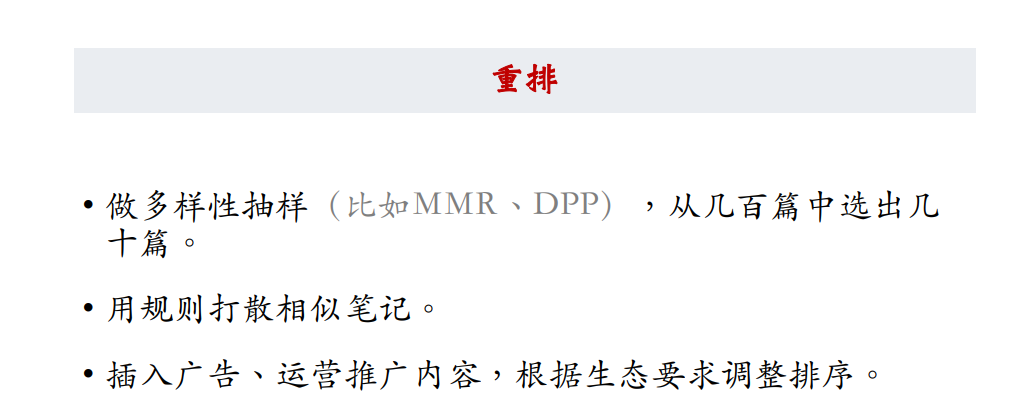 重排
• 做多样性抽样（比如MMR、DPP），从几百篇中选出几
十篇。
• 用规则打散相似笔记。
• 插入广告、运营推广内容，根据生态要求调整排序。